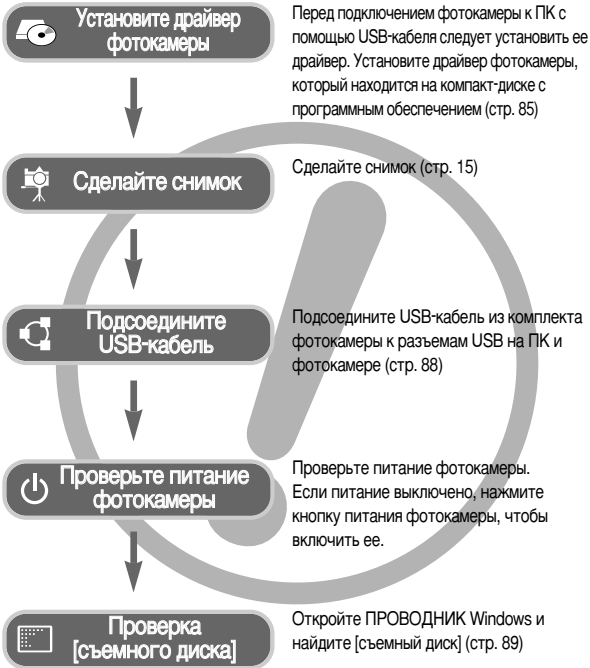 Установите драйвер
фотокамеры
Перед подключением фотокамеры к ПК с
помощью USB-кабеля следует установить ее
драйвер. Установите драйвер фотокамеры,
который находится на компакт-диске с
программным обеспечением (стр. 85)
Сделайте снимок
Сделайте снимок (стр. 15)
Подсоедините
USB-кабель
Подсоедините USB-кабель из комплекта
фотокамеры к разъемам USB на ПК и
фотокамере (стр. 88)
Проверьте питание
фотокамеры
Проверьте питание фотокамеры.
Если питание выключено, нажмите
кнопку питания фотокамеры, чтобы
включить ее.
Проверка
[съемного диска]
Откройте ПРОВОДНИК Windows и
найдите [съемный диск] (стр. 89)